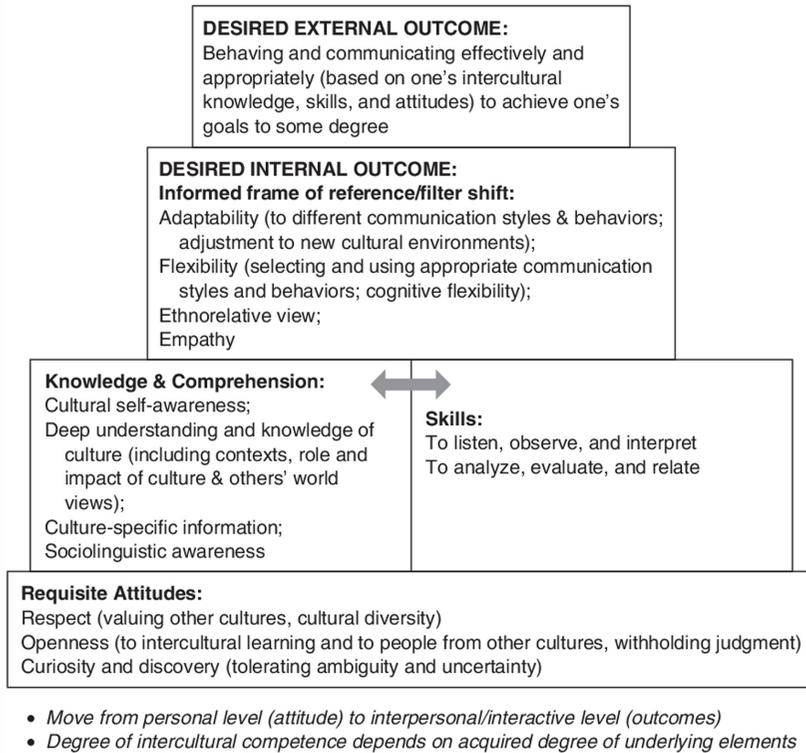 DESIRED EXTERNAL OUTCOME:
Behaving and communicating effectively and
appropriately (based on one's intercultural
knowledge, skills, and attitudes) to achieve one's
goals to some degree
DESIRED INTERNAL OUTCOME:
Informed frame of reference/filter shift:
Adaptability (to different communication styles & behaviors;
adjustment to new cultural environments);
Flexibility (selecting and using appropriate communication
styles and behaviors; cognitive flexibility);
Ethnorelative view;
Empathy
Knowledge & Comprehension:
Cultural self-awareness;
Deep understanding and knowledge of
culture (including contexts, role and
impact of culture & others' world
views);
Culture-specific information;
Sociolinguistic awareness
Skills:
To listen, observe, and interpret
To analyze, evaluate, and relate
Requisite Attitudes:
Respect (valuing other cultures, cultural diversity)
Openness (to intercultural learning and to people from other cultures, withholding judgment)
Curiosity and discovery (tolerating ambiguity and uncertainty)
• Move from personal level (attitude) to interpersonal/interactive level (outcomes)
• Degree of intercultural competence depends on acquired degree of underlying elements